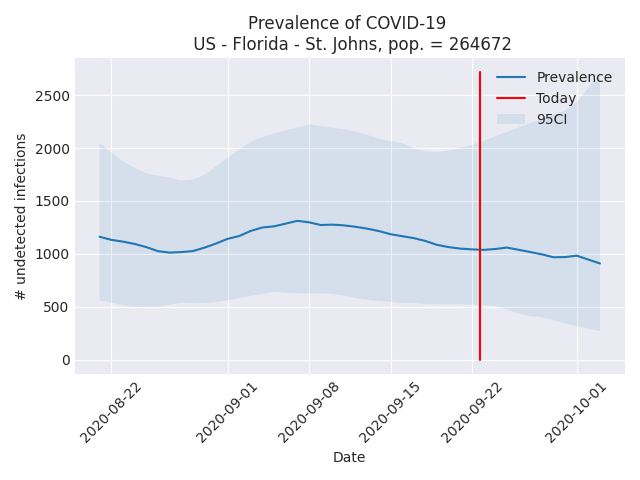 Prevalence of COVID-19
US - Florida - St. Johns, pop. = 264672
Prevalence
Today
95CI
# undetected infections
2500
2000
1500
1000
500
0
2020-08-22
2020-09-01
2020-09-08
2020-09-15
2020-09-22
2020-10-01
Date